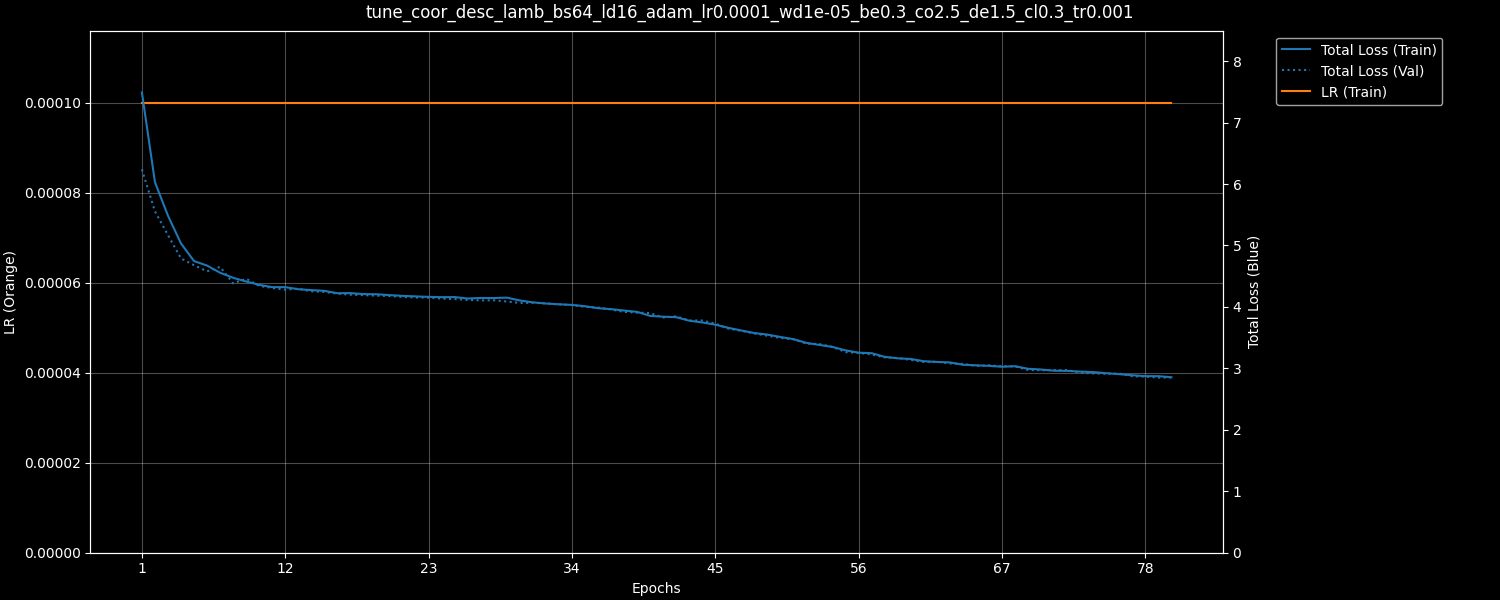 tune_coor_desc_lamb_bs64_ld16_adam_lr0.0001_wd1e-05_be0.3_co2.5_de1.5_cl0.3_tr0.001
Total Loss (Train)
Total Loss (Val)
LR (Train)
LR (Orange)
0.00010
0.00008
0.00006
0.00004
0.00002
0.00000
8
7
6
5
4
3
2
1
0
Total Loss (Blue)
1 12 23 34 45 56 67 78
Epochs